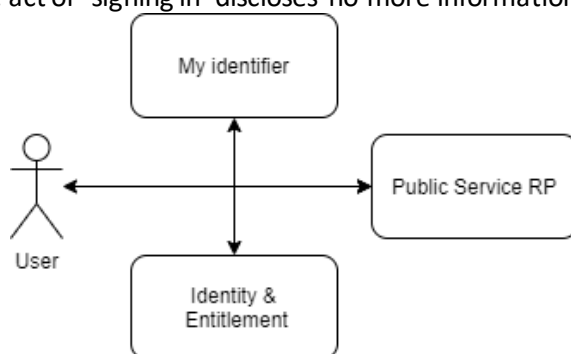 act of "signing in" discloses no more information
My identifier
Public Service RP
User
Identity &
Entitlement